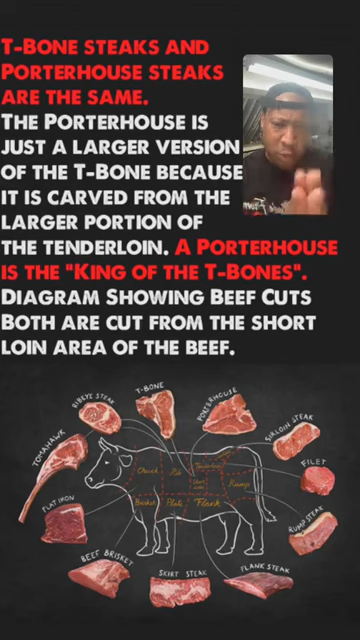 T-Bone steaks and
Porterhouse steaks
are the same.
The Porterhouse is
just a larger version
of the T-Bone because
it is carved from the
larger portion of
the tenderloin. A Porterhouse
is the "King of the T-Bones".
Diagram Showing Beef Cuts
Both are cut from the short
loin area of the beef.
T-BONE
RIBEYE STEAK
PORTERHOUSE
SIRLOIN STEAK
TOMAHAWK
FILET
Chuck
Rib
Tenderloin
Short Loin
Rump
FLAT IRON
Brisket
Plate
Flank
RUMP STEAK
BEEF BRISKET
SKIRT STEAK
FLANK STEAK